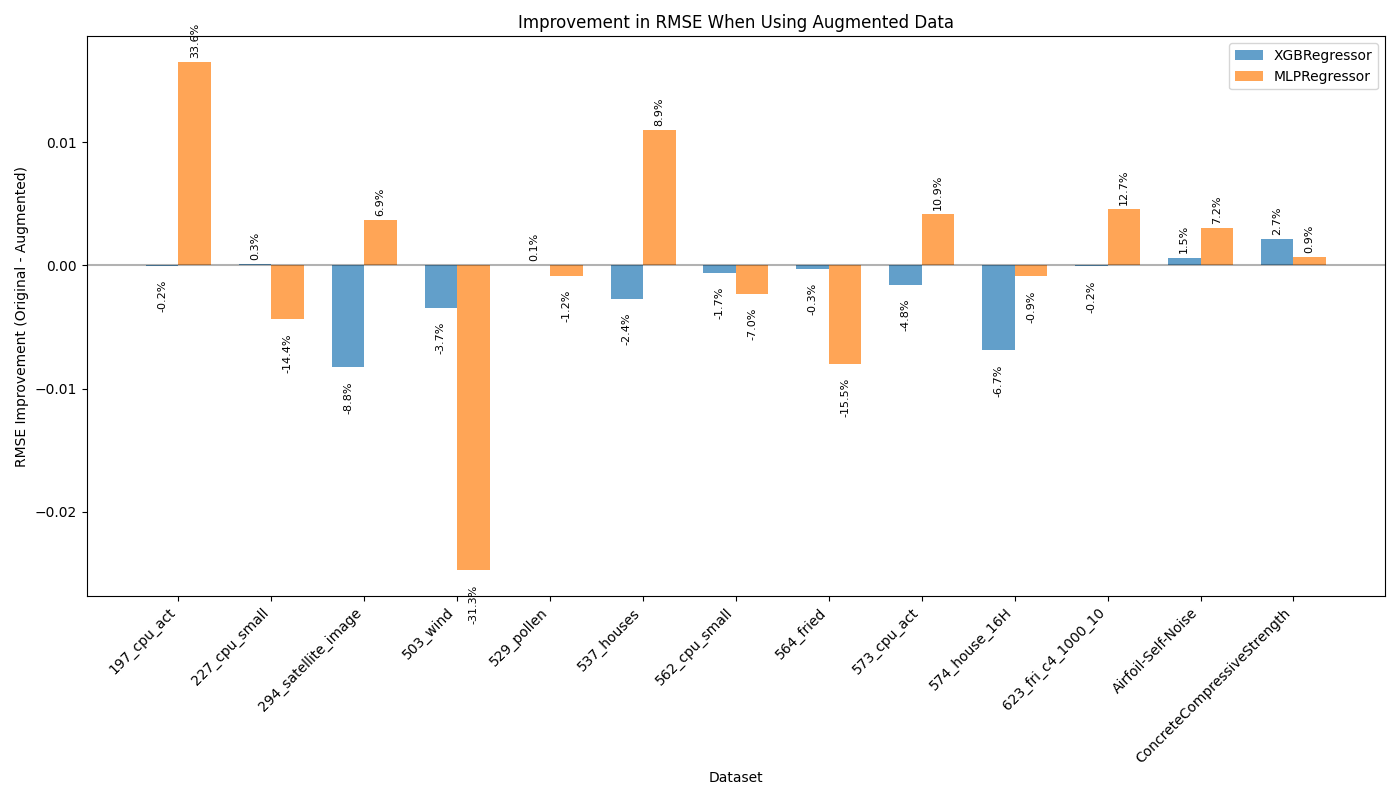 Improvement in RMSE When Using Augmented Data
XGBRegressor
MLPRegressor
RMSE Improvement (Original - Augmented)
0.01
0.00
−0.01
−0.02
-0.2%
33.6%
0.3%
-14.4%
-8.8%
6.9%
-3.7%
-31.3%
0.1%
-1.2%
-2.4%
8.9%
-1.7%
-7.0%
-0.3%
-15.5%
-4.8%
10.9%
-6.7%
-0.9%
-0.2%
12.7%
1.5%
7.2%
2.7%
0.9%
197_cpu_act
227_cpu_small
294_satellite_image
503_wind
529_pollen
537_houses
562_cpu_small
564_fried
573_cpu_act
574_house_16H
623_fri_c4_1000_10
Airfoil-Self-Noise
ConcreteCompressiveStrength
Dataset